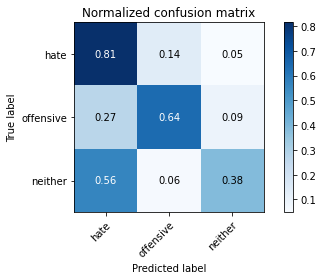 Normalized confusion matrix
True label
hate
offensive
neither
0.81 0.14 0.05
0.27 0.64 0.09
0.56 0.06 0.38
hate
offensive
neither
Predicted label
0.8
0.7
0.6
0.5
0.4
0.3
0.2
0.1